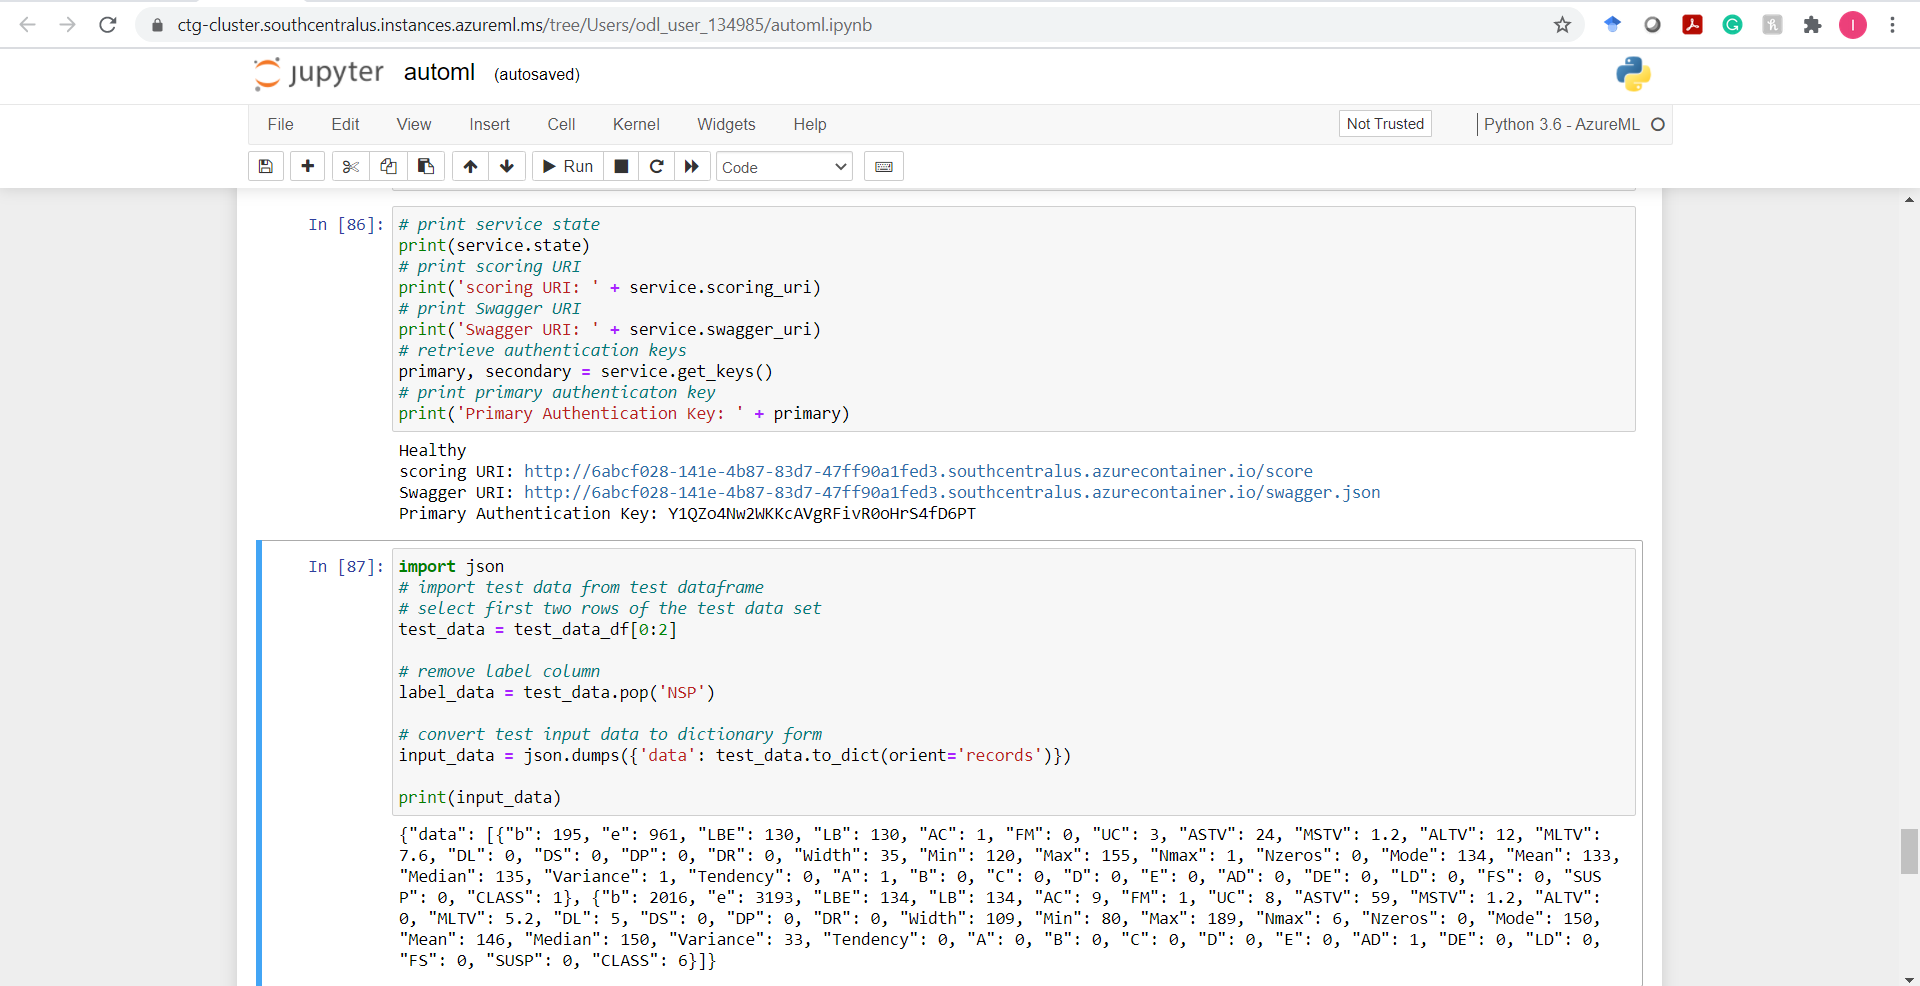 ctg-cluster.southcentralus.instances.azureml.ms/tree/Users/odl_user_134985/automl.ipynb
I
jupyter automl (autosaved)
File Edit View Insert Cell Kernel Widgets Help Not Trusted Python 3.6 - AzureML
Run Code
In [86]: # print service state
print(service.state)
# print scoring URI
print('scoring URI: ' + service.scoring_uri)
# print Swagger URI
print('Swagger URI: ' + service.swagger_uri)
# retrieve authentication keys
primary, secondary = service.get_keys()
# print primary authenticaton key
print('Primary Authentication Key: ' + primary)
Healthy
scoring URI: http://6abcf028-141e-4b87-83d7-47ff90a1fed3.southcentralus.azurecontainer.io/score
Swagger URI: http://6abcf028-141e-4b87-83d7-47ff90a1fed3.southcentralus.azurecontainer.io/swagger.json
Primary Authentication Key: Y1QZo4Nw2WKKcAVgRFivR0oHrS4fD6PT
In [87]: import json
# import test data from test dataframe
# select first two rows of the test data set
test_data = test_data_df[0:2]
# remove label column
label_data = test_data.pop('NSP')
# convert test input data to dictionary form
input_data = json.dumps({'data': test_data.to_dict(orient='records')})
print(input_data)
{"data": [{"b": 195, "e": 961, "LBE": 130, "LB": 130, "AC": 1, "FM": 0, "UC": 3, "ASTV": 24, "MSTV": 1.2, "ALTV": 12, "MLTV":
7.6, "DL": 0, "DS": 0, "DP": 0, "DR": 0, "Width": 35, "Min": 120, "Max": 155, "Nmax": 1, "Nzeros": 0, "Mode": 134, "Mean": 133,
"Median": 135, "Variance": 1, "Tendency": 0, "A": 1, "B": 0, "C": 0, "D": 0, "E": 0, "AD": 0, "DE": 0, "LD": 0, "FS": 0, "SUS
P": 0, "CLASS": 1}, {"b": 2016, "e": 3193, "LBE": 134, "LB": 134, "AC": 9, "FM": 1, "UC": 8, "ASTV": 59, "MSTV": 1.2, "ALTV":
0, "MLTV": 5.2, "DL": 5, "DS": 0, "DP": 0, "DR": 0, "Width": 109, "Min": 80, "Max": 189, "Nmax": 6, "Nzeros": 0, "Mode": 150,
"Mean": 146, "Median": 150, "Variance": 33, "Tendency": 0, "A": 0, "B": 0, "C": 0, "D": 0, "E": 0, "AD": 1, "DE": 0, "LD": 0,
"FS": 0, "SUSP": 0, "CLASS": 6}]}